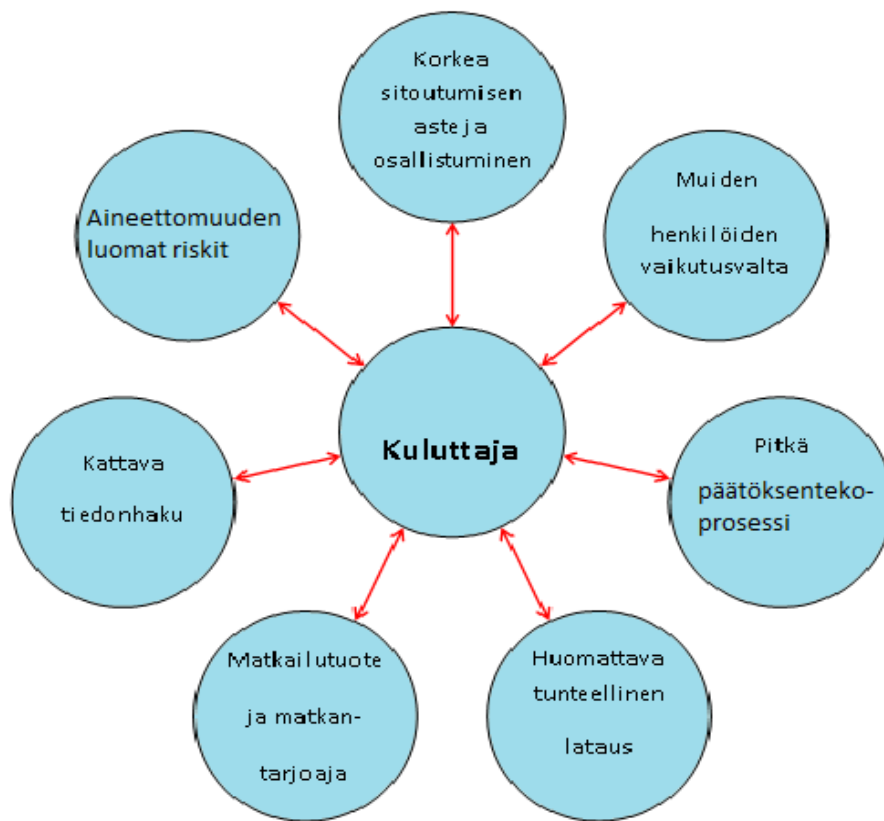 Korkea
sitoutumisen
aste ja
osallistuminen
Muiden
henkilöiden
vaikutusvalta
Pitkä
päätöksenteko-
prosessi
Huomattava
tunteellinen
lataus
Matkailutuote
ja matkan-
tarjoaja
Kattava
tiedonhaku
Aineettomuuden
luomat riskit
Kuluttaja